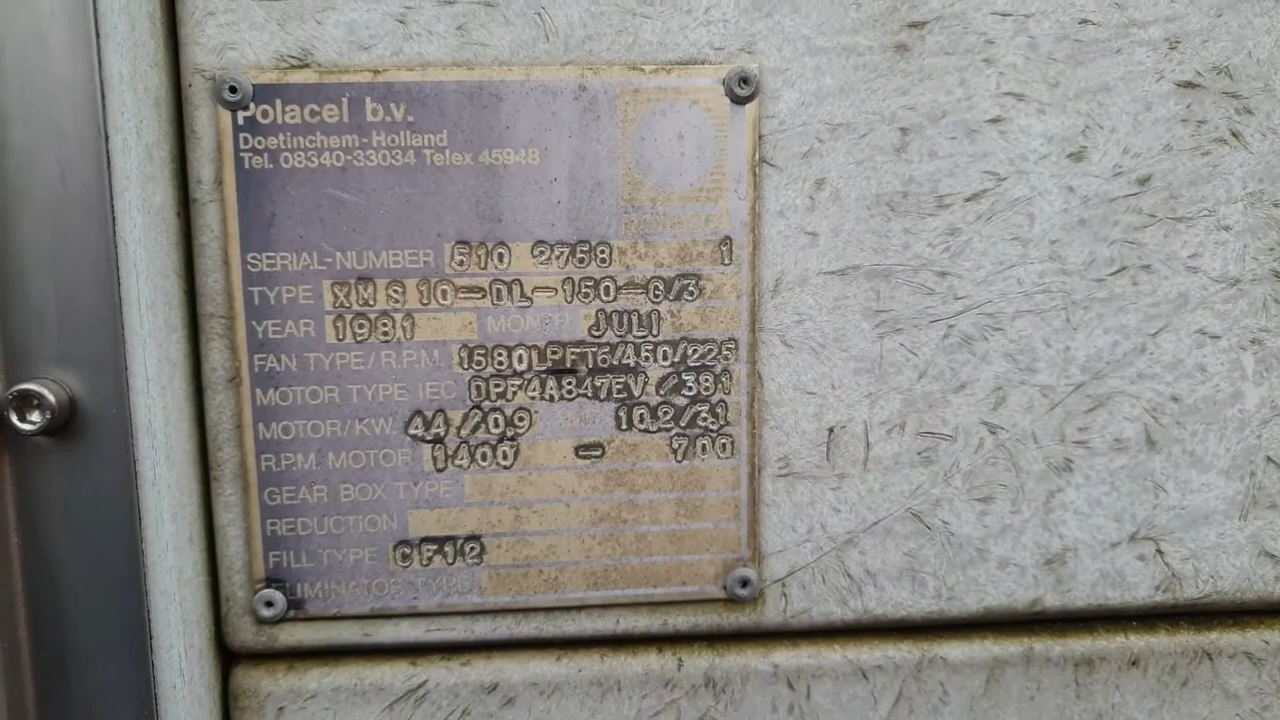 Polacel b.v.
Doetinchem-Holland
Tel. 08340-33034 Telex 45948
SERIAL-NUMBER 510 2758 1
TYPE XMS 10-DL-150-G/3
YEAR 1981 MONTH JULI
FAN TYPE/R.P.M. 1580LPFT6/450/225
MOTOR TYPE IEC DPF4A847EV/381
MOTOR/KW. 44/0.9 10.2/3.1
R.P.M. MOTOR 1400 - 700
GEAR BOX TYPE
REDUCTION
FILL TYPE CF12
ELIMINATOR TYPE